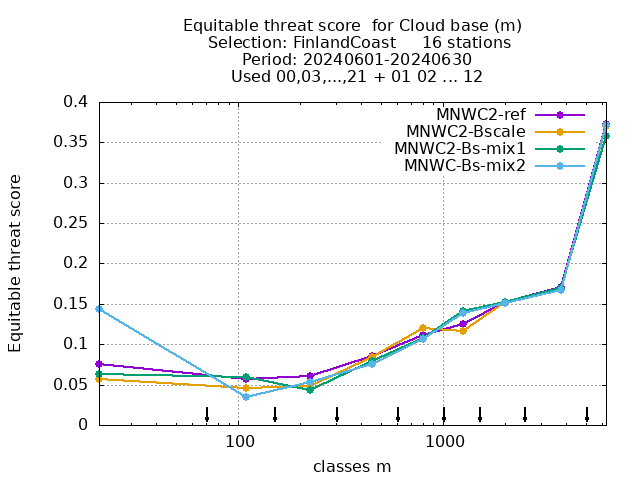 Equitable threat score  for Cloud base (m)
Selection: FinlandCoast     16 stations
Period: 20240601-20240630
Used 00,03,...,21 + 01 02 ... 12
MNWC2-ref
MNWC2-Bscale
MNWC2-Bs-mix1
MNWC-Bs-mix2
Equitable threat score
0.4
0.35
0.3
0.25
0.2
0.15
0.1
0.05
0
100
1000
classes m